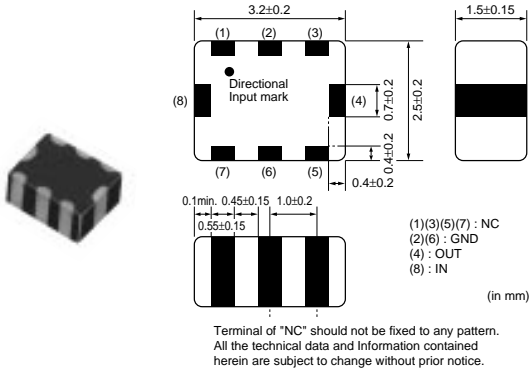 3.2±0.2
1.5±0.15
(1) (2) (3)
Directional
Input mark
(8)
(4)
0.7±0.2
2.5±0.2
0.4±0.2
(7) (6) (5)
0.4±0.2
0.1min. 0.45±0.15 1.0±0.2
0.55±0.15
(1)(3)(5)(7) : NC
(2)(6) : GND
(4) : OUT
(8) : IN
(in mm)
Terminal of "NC" should not be fixed to any pattern.
All the technical data and Information contained
herein are subject to change without prior notice.